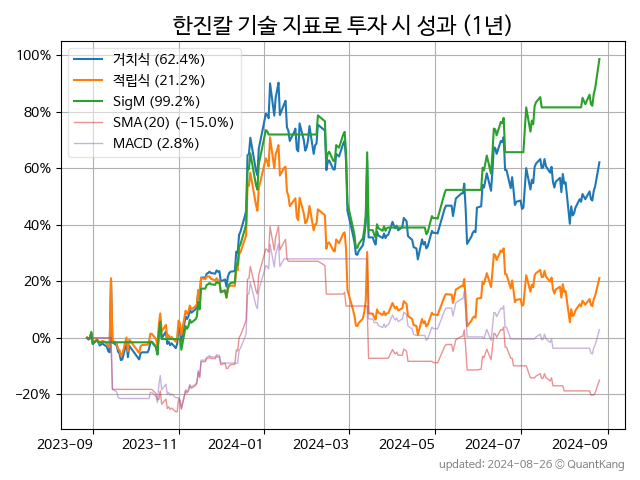 한진칼 기술 지표로 투자 시 성과 (1년)
거치식 (62.4%)
적립식 (21.2%)
SigM (99.2%)
SMA(20) (−15.0%)
MACD (2.8%)
100%
80%
60%
40%
20%
0%
−20%
2023-09 2023-11 2024-01 2024-03 2024-05 2024-07 2024-09
updated: 2024-08-26 © QuantKang